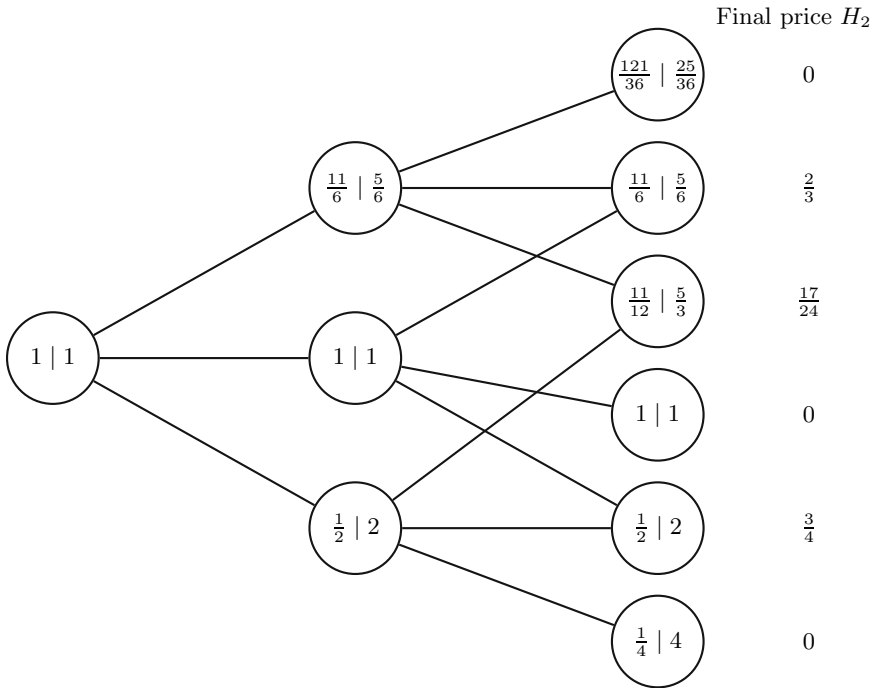 Final price H₂
121/36 | 25/36 0
11/6 | 5/6 11/6 | 5/6 2/3
11/12 | 5/3 17/24
1 | 1 1 | 1
1 | 1 0
1/2 | 2 1/2 | 2 3/4
1/4 | 4 0